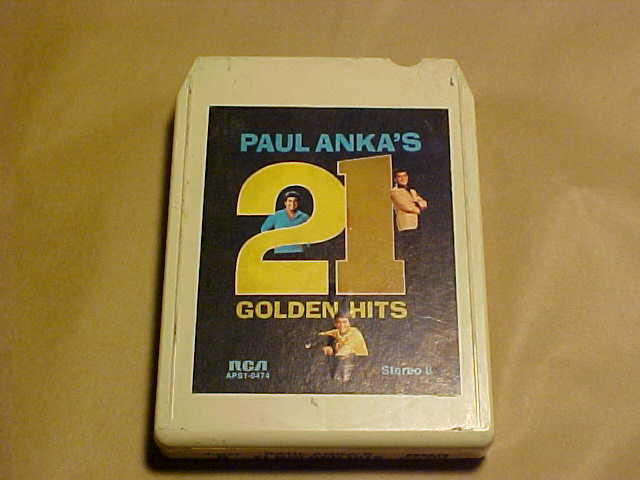 PAUL ANKA'S
21
GOLDEN HITS
RCA
APS1-0474
Stereo 8